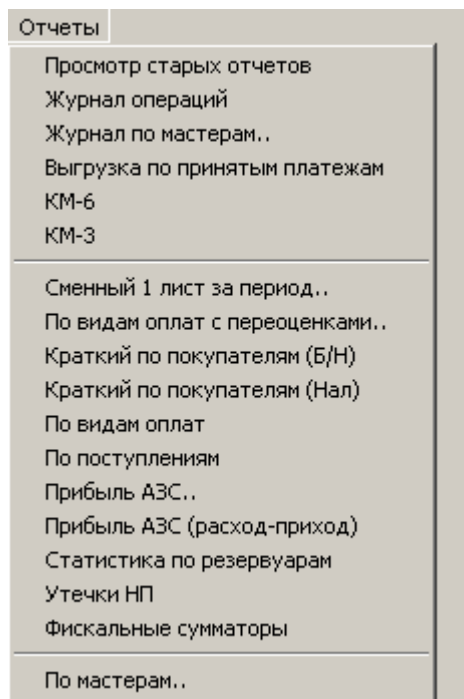 Отчеты
Просмотр старых отчетов
Журнал операций
Журнал по мастерам..
Выгрузка по принятым платежам
КМ-6
КМ-3
Сменный 1 лист за период..
По видам оплат с переоценками..
Краткий по покупателям (Б/Н)
Краткий по покупателям (Нал)
По видам оплат
По поступлениям
Прибыль АЗС..
Прибыль АЗС (расход-приход)
Статистика по резервуарам
Утечки НП
Фискальные сумматоры
По мастерам..